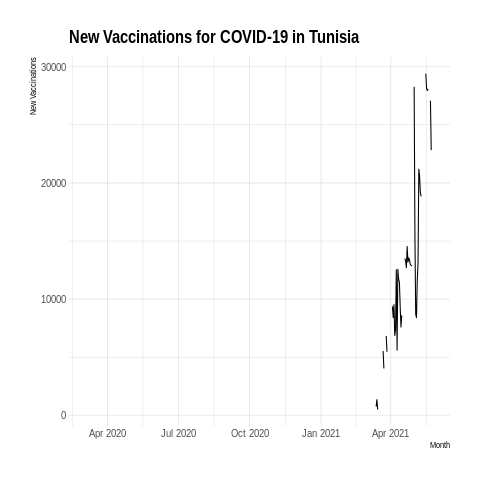 New Vaccinations for COVID-19 in Tunisia
New Vaccinations
30000
20000
10000
0
Apr 2020 Jul 2020 Oct 2020 Jan 2021 Apr 2021
Month